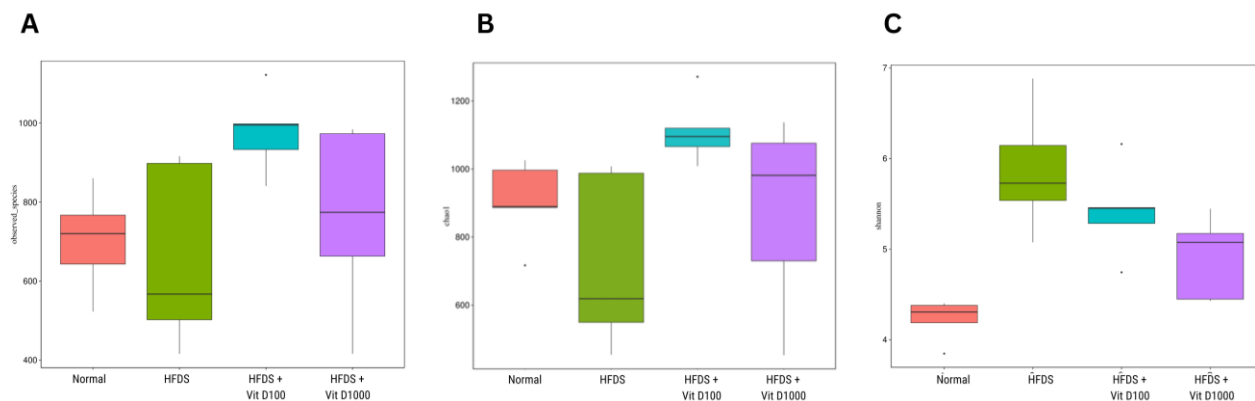 A
observed_species
1000
800
600
400
Normal
HFDS
HFDS +
Vit D100
HFDS +
Vit D1000
B
chao1
1200
1000
800
600
Normal
HFDS
HFDS +
Vit D100
HFDS +
Vit D1000
C
shannon
7
6
5
4
Normal
HFDS
HFDS +
Vit D100
HFDS +
Vit D1000